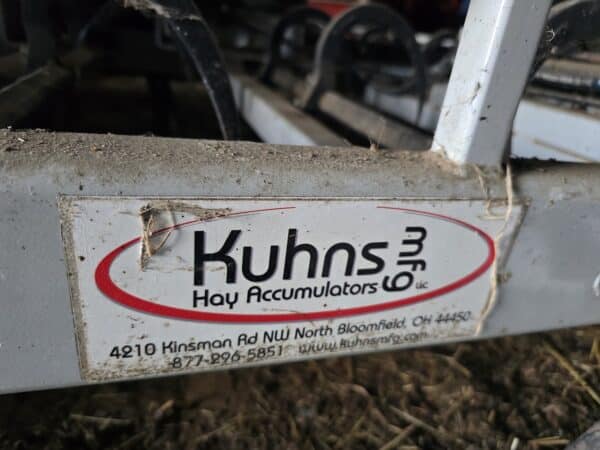 Kuhns mfg LLC
Hay Accumulators
4210 Kinsman Rd NW North Bloomfield, OH 44450
877-296-5851 www.kuhnsmfg.com